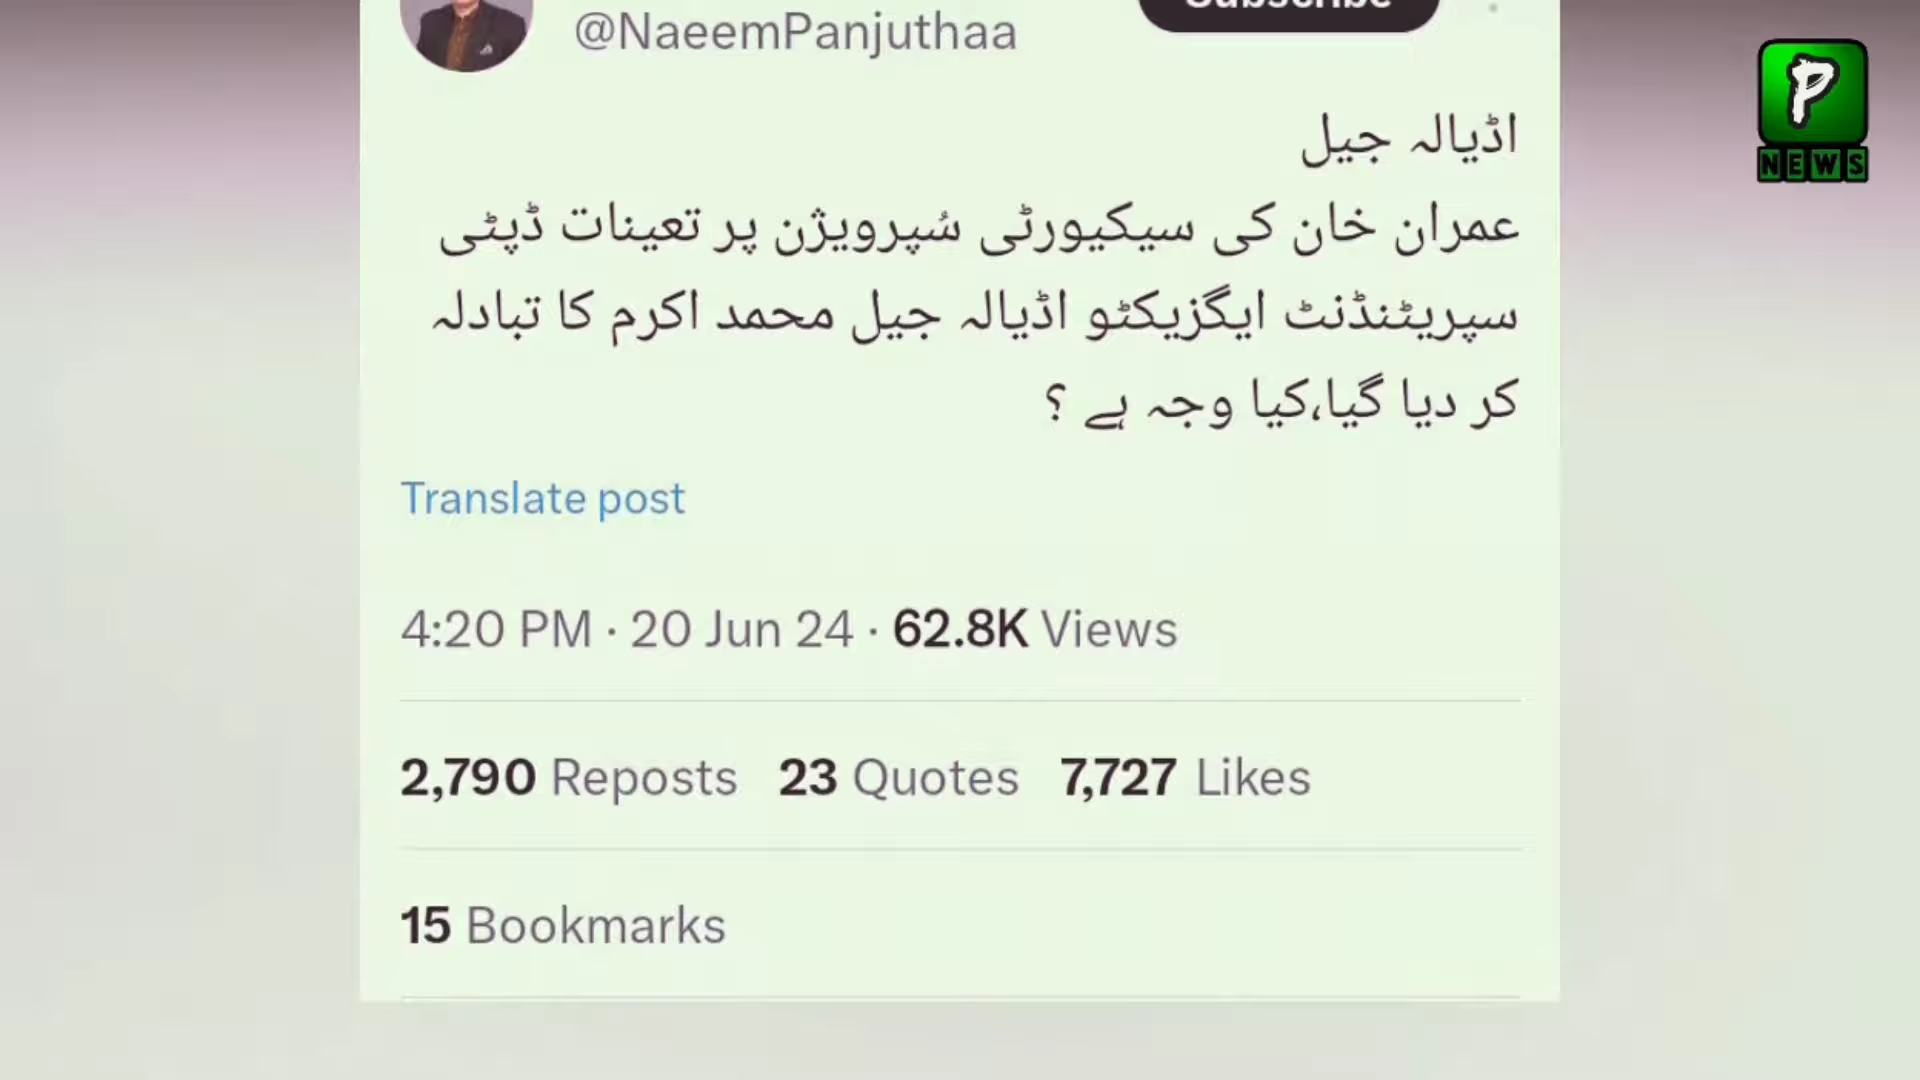 @NaeemPanjuthaa
Subscribe
P
NEWS
اڈیالہ جیل
عمران خان کی سیکیورٹی سُپرویژن پر تعینات ڈپٹی
سپریٹنڈنٹ ایگزیکٹو اڈیالہ جیل محمد اکرم کا تبادلہ
کر دیا گیا،کیا وجہ ہے ؟
Translate post
4:20 PM · 20 Jun 24 · 62.8K Views
2,790 Reposts 23 Quotes 7,727 Likes
15 Bookmarks